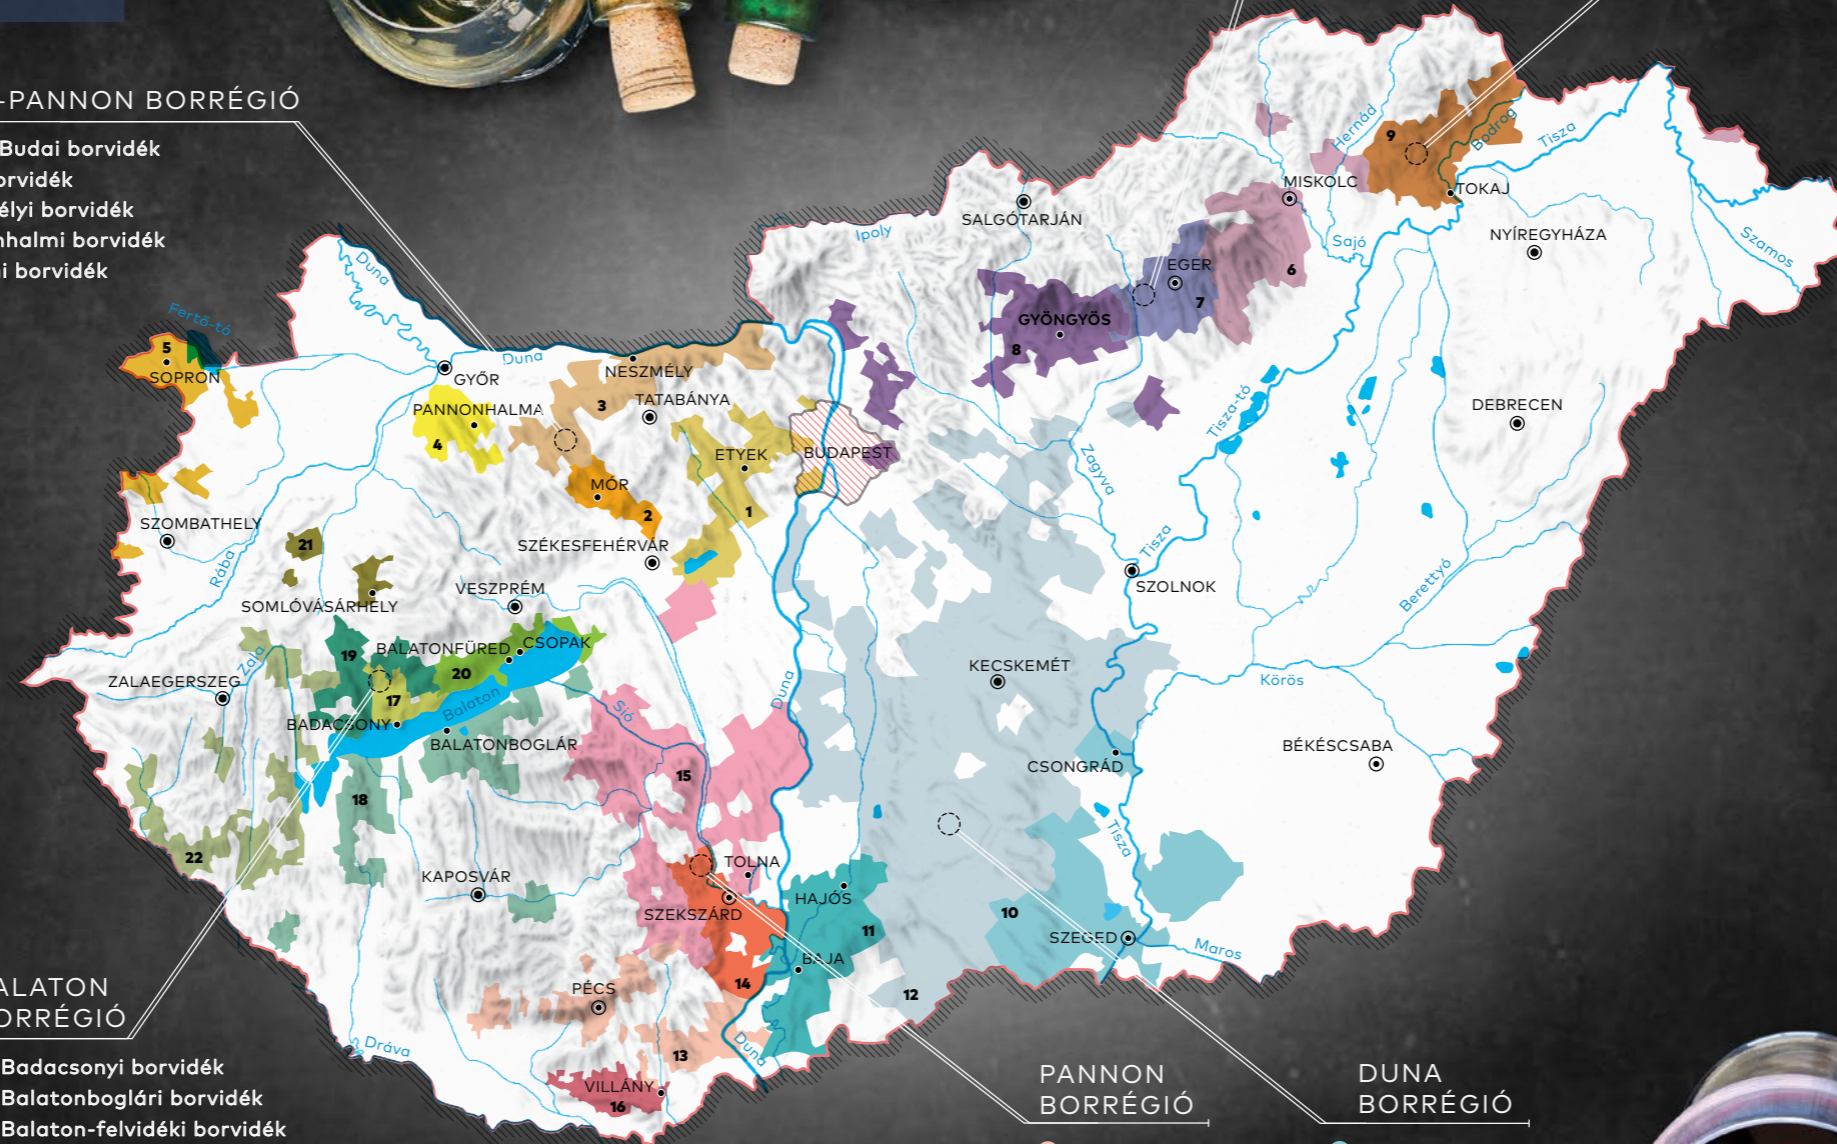 -PANNON BORRÉGIÓ
Budai borvidék
orvidék
élyi borvidék
nhalmi borvidék
i borvidék
Duna
Fertő-tó
5
SOPRON
GYŐR
Duna
NESZMÉLY
3
TATABÁNYA
PANNONHALMA
4
MÓR
2
ETYEK
1
BUDAPEST
SZÉKESFEHÉRVÁR
SZOMBATHELY
Rába
21
SOMLÓVÁSÁRHELY
VESZPRÉM
Ipoly
SALGÓTARJÁN
MISKOLC
Hernád
9
Bodrog
Tisza
TOKAJ
NYÍREGYHÁZA
Szamos
Sajó
6
EGER
7
GYÖNGYÖS
8
Tisza-tó
DEBRECEN
Zagyva
Tisza
SZOLNOK
Berettyó
19
BALATONFÜRED
CSOPAK
20
Zala
ZALAEGERSZEG
17
BADACSONY
Balaton
BALATONBOGLÁR
18
22
KAPOSVÁR
Sió
15
Duna
KECSKEMÉT
Körös
BÉKÉSCSABA
CSONGRÁD
Tisza
TOLNA
SZEKSZÁRD
HAJÓS
11
BAJA
14
10
SZEGED
Maros
12
PÉCS
13
Duna
VILLÁNY
16
Dráva
ALATON
ORRÉGIÓ
Badacsonyi borvidék
Balatonboglári borvidék
Balaton-felvidéki borvidék
PANNON
BORRÉGIÓ
DUNA
BORRÉGIÓ